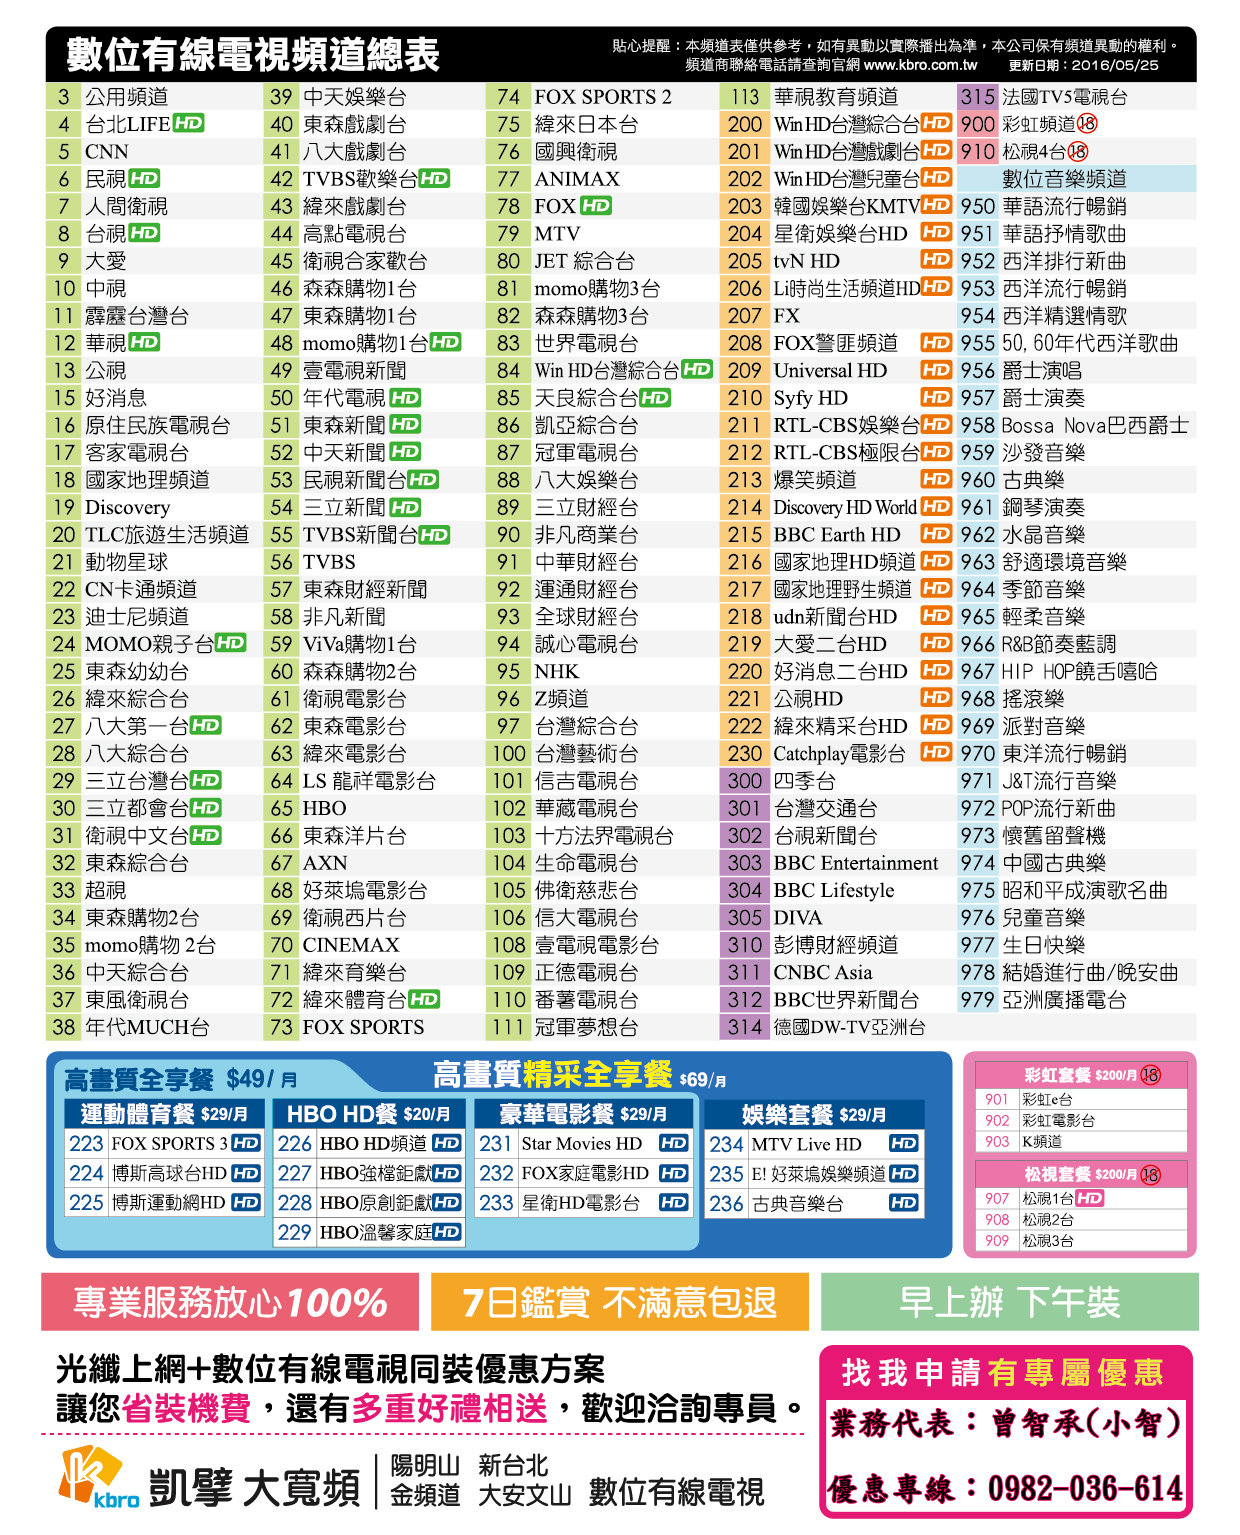 數位有線電視頻道總表
貼心提醒：本頻道表僅供參考，如有異動以實際播出為準，本公司保有頻道異動的權利。
頻道商聯絡電話請查詢官網 www.kbro.com.tw 更新日期：2016/05/25
3 公用頻道
4 台北LIFE HD
5 CNN
6 民視 HD
7 人間衛視
8 台視 HD
9 大愛
10 中視
11 霹靂台灣台
12 華視 HD
13 公視
15 好消息
16 原住民族電視台
17 客家電視台
18 國家地理頻道
19 Discovery
20 TLC旅遊生活頻道
21 動物星球
22 CN卡通頻道
23 迪士尼頻道
24 MOMO親子台 HD
25 東森幼幼台
26 緯來綜合台
27 八大第一台 HD
28 八大綜合台
29 三立台灣台 HD
30 三立都會台 HD
31 衛視中文台 HD
32 東森綜合台
33 超視
34 東森購物2台
35 momo購物 2台
36 中天綜合台
37 東風衛視台
38 年代MUCH台
39 中天娛樂台
40 東森戲劇台
41 八大戲劇台
42 TVBS歡樂台 HD
43 緯來戲劇台
44 高點電視台
45 衛視合家歡台
46 森森購物1台
47 東森購物1台
48 momo購物1台 HD
49 壹電視新聞
50 年代電視 HD
51 東森新聞 HD
52 中天新聞 HD
53 民視新聞台 HD
54 三立新聞 HD
55 TVBS新聞台 HD
56 TVBS
57 東森財經新聞
58 非凡新聞
59 ViVa購物1台
60 森森購物2台
61 衛視電影台
62 東森電影台
63 緯來電影台
64 LS 龍祥電影台
65 HBO
66 東森洋片台
67 AXN
68 好萊塢電影台
69 衛視西片台
70 CINEMAX
71 緯來育樂台
72 緯來體育台 HD
73 FOX SPORTS
74 FOX SPORTS 2
75 緯來日本台
76 國興衛視
77 ANIMAX
78 FOX HD
79 MTV
80 JET 綜合台
81 momo購物3台
82 森森購物3台
83 世界電視台
84 Win HD台灣綜合台 HD
85 天良綜合台 HD
86 凱亞綜合台
87 冠軍電視台
88 八大娛樂台
89 三立財經台
90 非凡商業台
91 中華財經台
92 運通財經台
93 全球財經台
94 誠心電視台
95 NHK
96 Z頻道
97 台灣綜合台
100 台灣藝術台
101 信吉電視台
102 華藏電視台
103 十方法界電視台
104 生命電視台
105 佛衛慈悲台
106 信大電視台
108 壹電視電影台
109 正德電視台
110 番薯電視台
111 冠軍夢想台
113 華視教育頻道
200 Win HD台灣綜合台 HD
201 Win HD台灣戲劇台 HD
202 Win HD台灣兒童台 HD
203 韓國娛樂台KMTV HD
204 星衛娛樂台HD HD
205 tvN HD HD
206 Li時尚生活頻道HD HD
207 FX
208 FOX警匪頻道 HD
209 Universal HD HD
210 Syfy HD HD
211 RTL-CBS娛樂台 HD
212 RTL-CBS極限台 HD
213 爆笑頻道 HD
214 Discovery HD World HD
215 BBC Earth HD HD
216 國家地理HD頻道 HD
217 國家地理野生頻道 HD
218 udn新聞台HD HD
219 大愛二台HD HD
220 好消息二台HD HD
221 公視HD HD
222 緯來精采台HD HD
230 Catchplay電影台 HD
300 四季台
301 台灣交通台
302 台視新聞台
303 BBC Entertainment
304 BBC Lifestyle
305 DIVA
310 彭博財經頻道
311 CNBC Asia
312 BBC世界新聞台
314 德國DW-TV亞洲台
315 法國TV5電視台
900 彩虹頻道 18
910 松視4台 18
數位音樂頻道
950 華語流行暢銷
951 華語抒情歌曲
952 西洋排行新曲
953 西洋流行暢銷
954 西洋精選情歌
955 50,60年代西洋歌曲
956 爵士演唱
957 爵士演奏
958 Bossa Nova巴西爵士
959 沙發音樂
960 古典樂
961 鋼琴演奏
962 水晶音樂
963 舒適環境音樂
964 季節音樂
965 輕柔音樂
966 R&B節奏藍調
967 HIP HOP饒舌嘻哈
968 搖滾樂
969 派對音樂
970 東洋流行暢銷
971 J&T流行音樂
972 POP流行新曲
973 懷舊留聲機
974 中國古典樂
975 昭和平成演歌名曲
976 兒童音樂
977 生日快樂
978 結婚進行曲/晚安曲
979 亞洲廣播電台
高畫質全享餐 $49/月
高畫質精采全享餐 $69/月
運動體育餐 $29/月
223 FOX SPORTS 3 HD
224 博斯高球台HD HD
225 博斯運動網HD HD
HBO HD餐 $20/月
226 HBO HD頻道 HD
227 HBO強檔鉅獻 HD
228 HBO原創鉅獻 HD
229 HBO溫馨家庭 HD
豪華電影餐 $29/月
231 Star Movies HD HD
232 FOX家庭電影HD HD
233 星衛HD電影台 HD
娛樂套餐 $29/月
234 MTV Live HD HD
235 E! 好萊塢娛樂頻道 HD
236 古典音樂台 HD
彩虹套餐 $200/月 18
901 彩虹e台
902 彩虹電影台
903 K頻道
松視套餐 $200/月 18
907 松視1台 HD
908 松視2台
909 松視3台
專業服務放心100%
7日鑑賞 不滿意包退
早上辦 下午裝
光纖上網+數位有線電視同裝優惠方案
讓您省裝機費，還有多重好禮相送，歡迎洽詢專員。
kbro 凱擘 大寬頻
陽明山 新台北
金頻道 大安文山 數位有線電視
找我申請有專屬優惠
業務代表：曾智承(小智)
優惠專線：0982-036-614